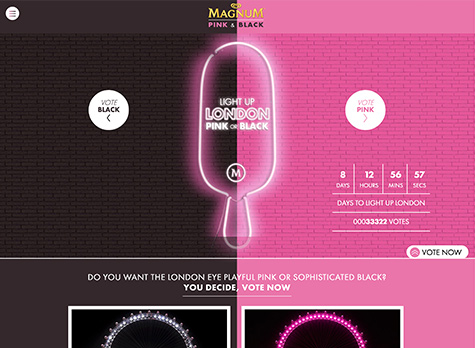 MAGNUM
PINK & BLACK
VOTE
BLACK
LIGHT UP
LONDON
PINK OR BLACK
M
VOTE
PINK
8 12 56 57
DAYS HOURS MINS SECS
DAYS TO LIGHT UP LONDON
00033322 VOTES
VOTE NOW
DO YOU WANT THE LONDON EYE PLAYFUL PINK OR SOPHISTICATED BLACK?
YOU DECIDE, VOTE NOW